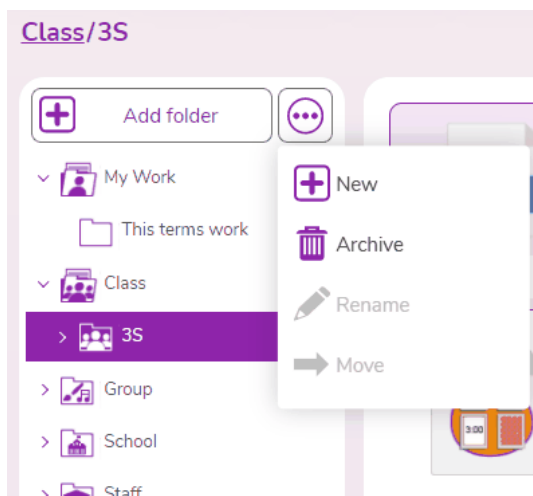 Class/3S
Add folder
New
My Work
This terms work
Archive
Class
Rename
3S
Move
Group
3:00
School
Staff